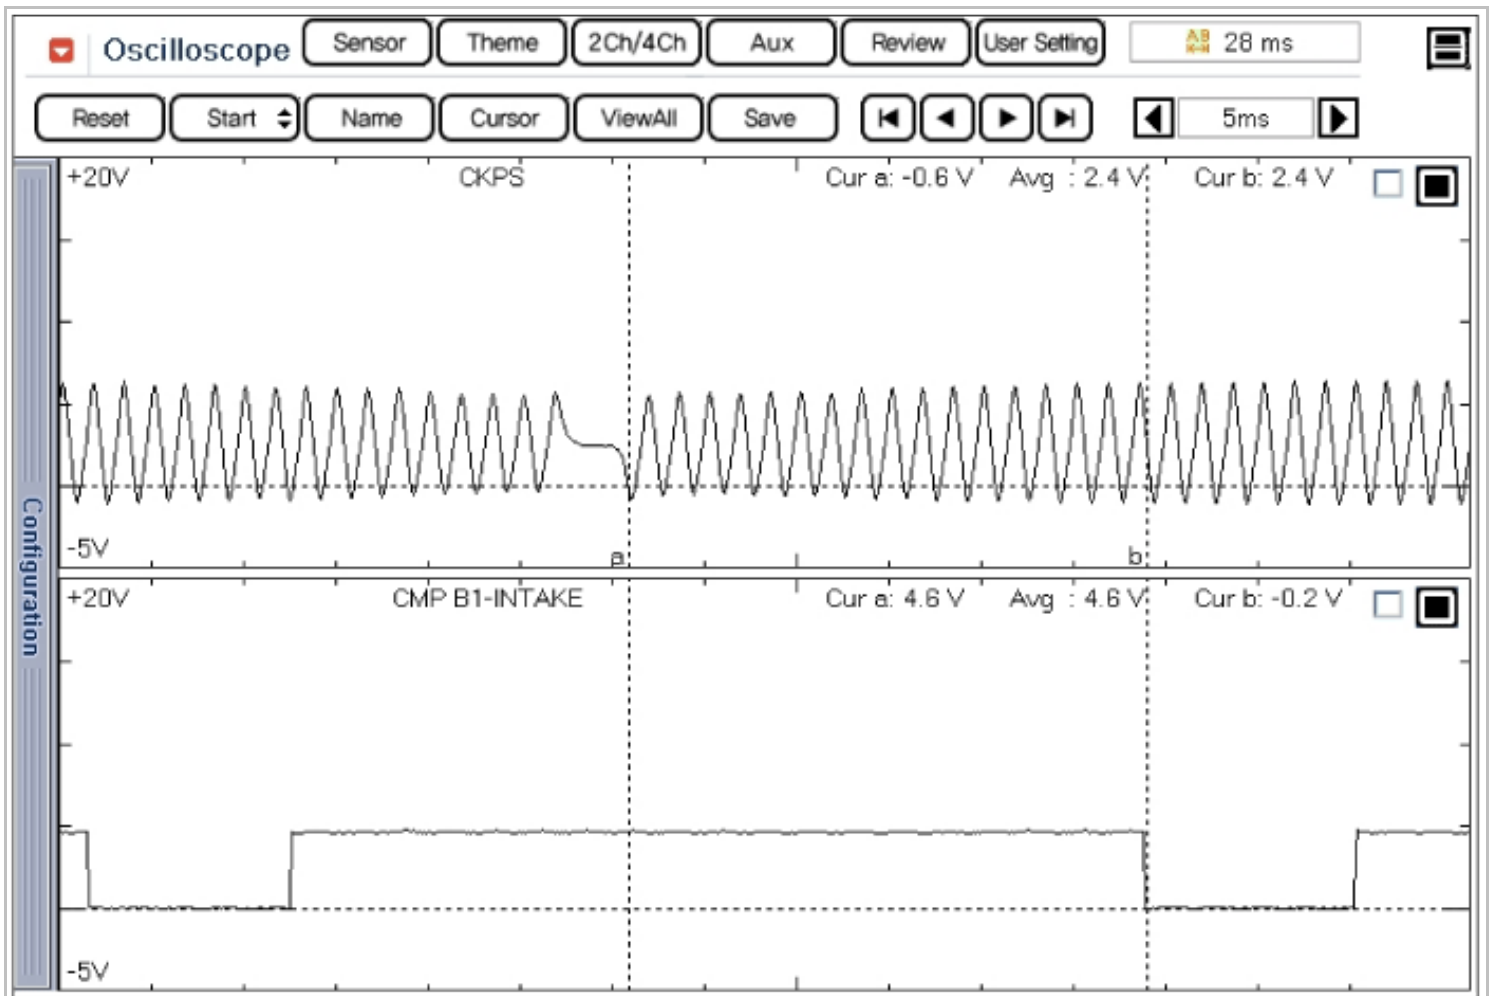 Oscilloscope Sensor Theme 2Ch/4Ch Aux Review User Setting AB 28 ms
Reset Start Name Cursor ViewAll Save 5ms
+20V CKPS Cur a: -0.6 V Avg : 2.4 V Cur b: 2.4 V
Configuration
-5V a b
+20V CMP B1-INTAKE Cur a: 4.6 V Avg : 4.6 V Cur b: -0.2 V
-5V